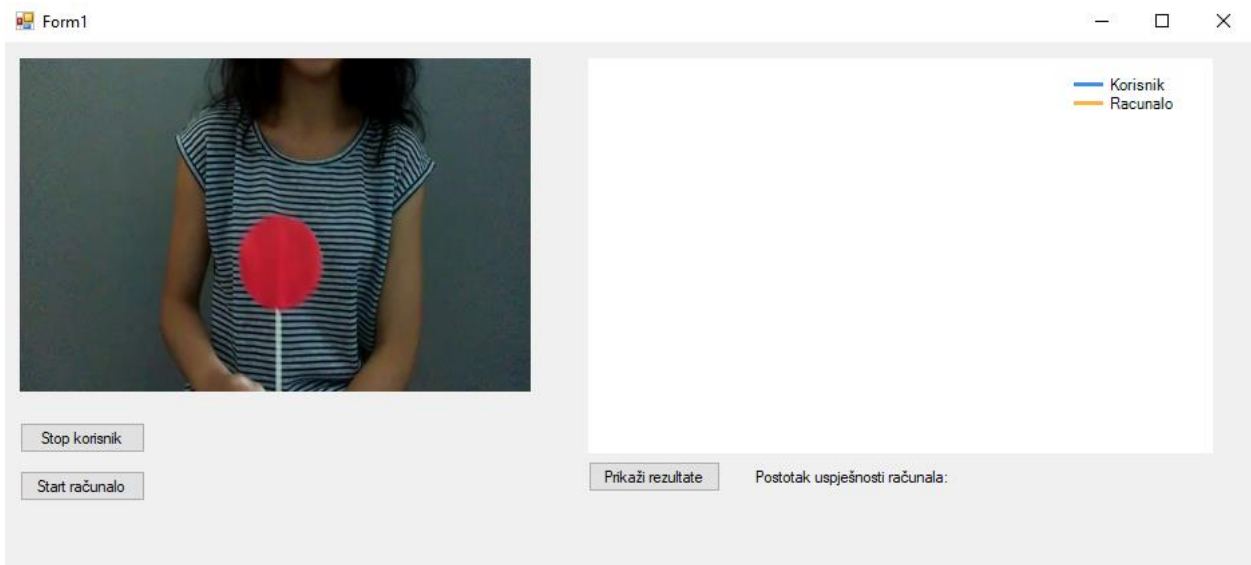 Form1
Korisnik
Racunalo
Stop korisnik
Start računalo
Prikaži rezultate
Postotak uspješnosti računala: